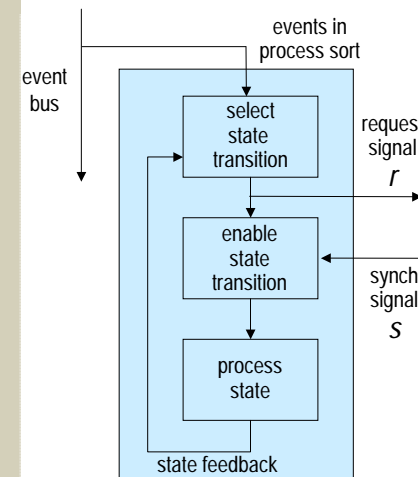 events in
process sort
event
bus
select
state
transition
reques
signal
r
enable
state
transition
synch
signal
s
process
state
state feedback